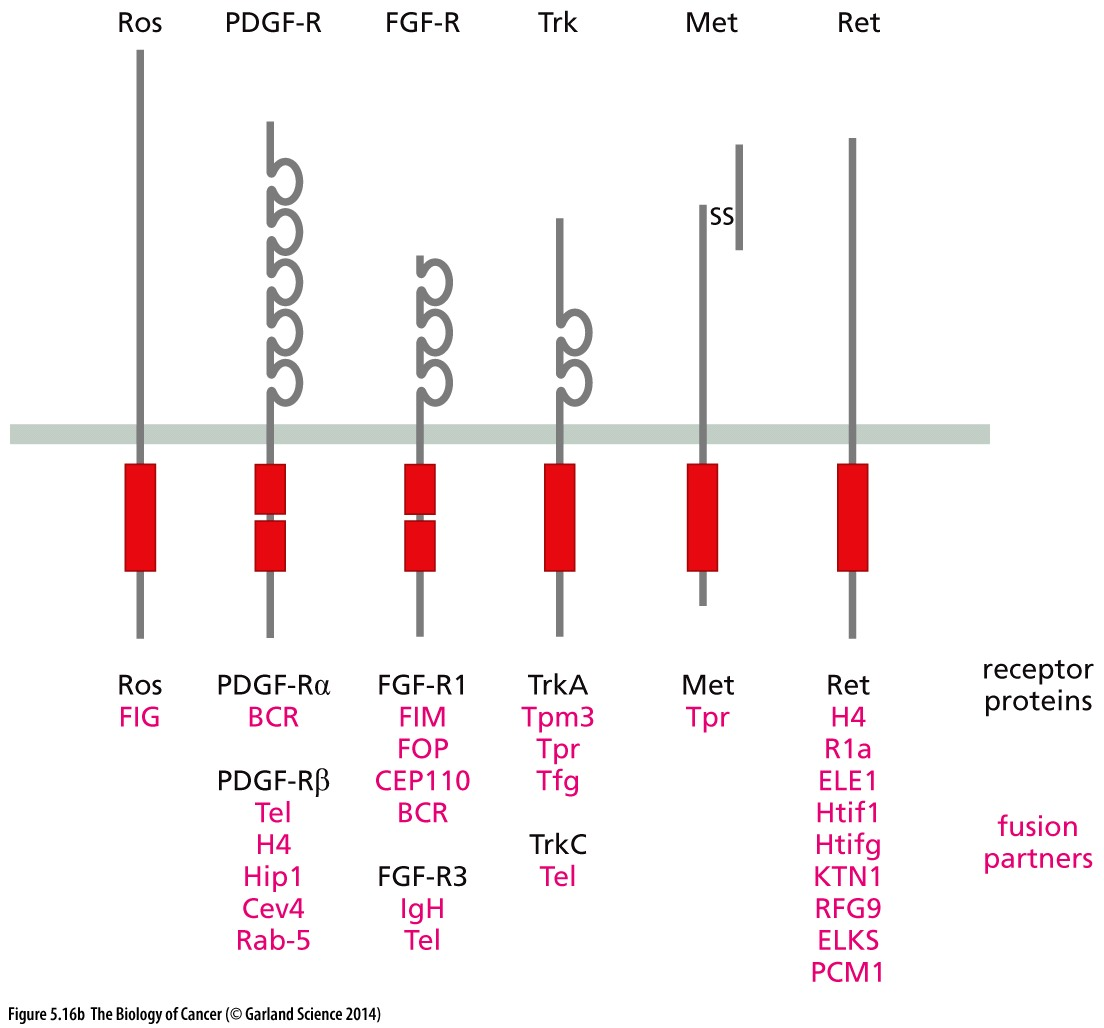 Ros PDGF-R FGF-R Trk Met Ret
SS
Ros
FIG
PDGF-Rα
BCR
PDGF-Rβ
Tel
H4
Hip1
Cev4
Rab-5
FGF-R1
FIM
FOP
CEP110
BCR
FGF-R3
IgH
Tel
TrkA
Tpm3
Tpr
Tfg
TrkC
Tel
Met
Tpr
Ret
H4
R1a
ELE1
Htif1
Htifg
KTN1
RFG9
ELKS
PCM1
receptor
proteins
fusion
partners
Figure 5.16b The Biology of Cancer (© Garland Science 2014)